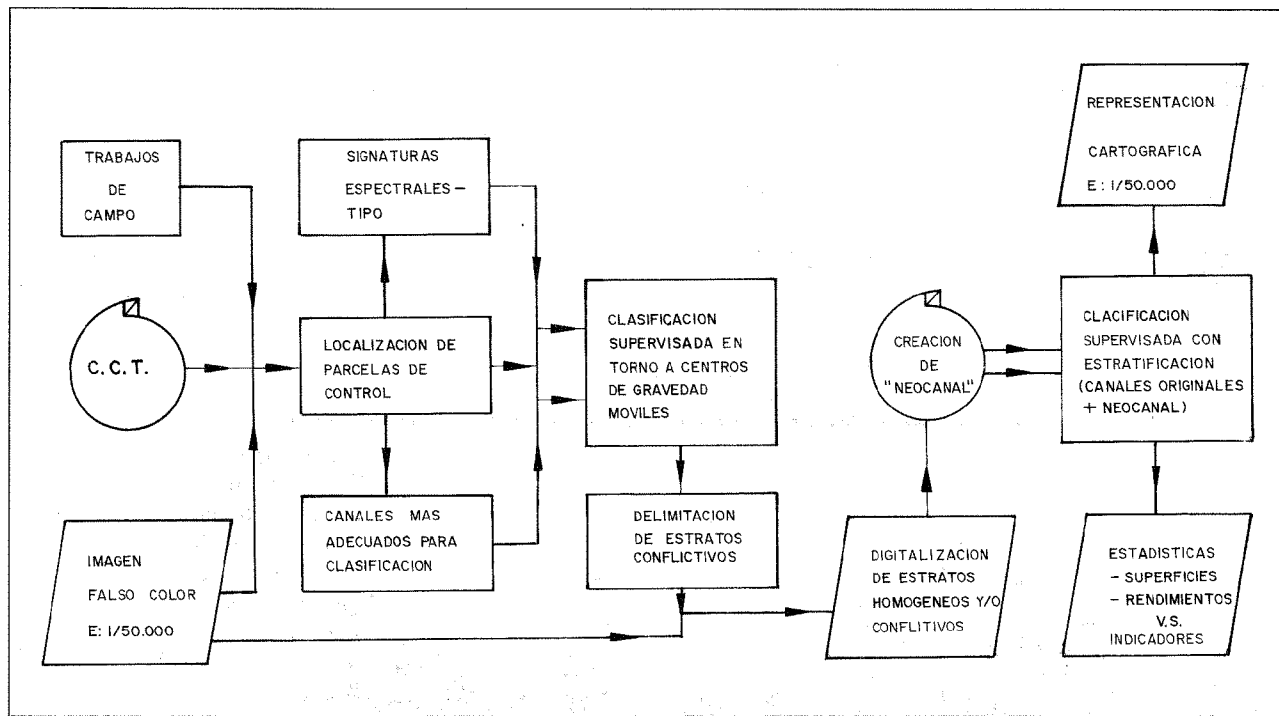 TRABAJOS
DE
CAMPO
C. C. T.
IMAGEN
FALSO COLOR
E: 1/50.000
SIGNATURAS
ESPECTRALES-
TIPO
LOCALIZACION DE
PARCELAS DE
CONTROL
CANALES MAS
ADECUADOS PARA
CLASIFICACION
CLASIFICACION
SUPERVISADA EN
TORNO A CENTROS
DE GRAVEDAD
MOVILES
DELIMITACION
DE ESTRATOS
CONFLICTIVOS
CREACION
DE
"NEOCANAL"
DIGITALIZACION
DE ESTRATOS
HOMOGENEOS Y/O
CONFLITIVOS
REPRESENTACION
CARTOGRAFICA
E: 1/50.000
CLACIFICACION
SUPERVISADA CON
ESTRATIFICACION
(CANALES ORIGINALES
+ NEOCANAL)
ESTADISTICAS
- SUPERFICIES
- RENDIMIENTOS
V.S.
INDICADORES